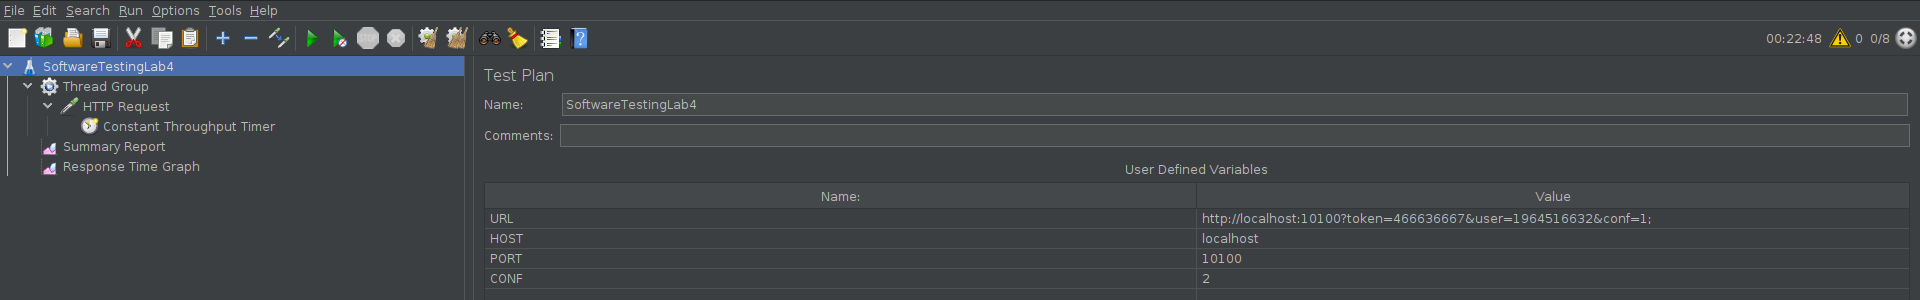 File Edit Search Run Options Tools Help
00:22:48 0 0/8
SoftwareTestingLab4
Thread Group
HTTP Request
Constant Throughput Timer
Summary Report
Response Time Graph
Test Plan
Name: SoftwareTestingLab4
Comments:
User Defined Variables
Name: Value
URL http://localhost:10100?token=466636667&user=1964516632&conf=1;
HOST localhost
PORT 10100
CONF 2